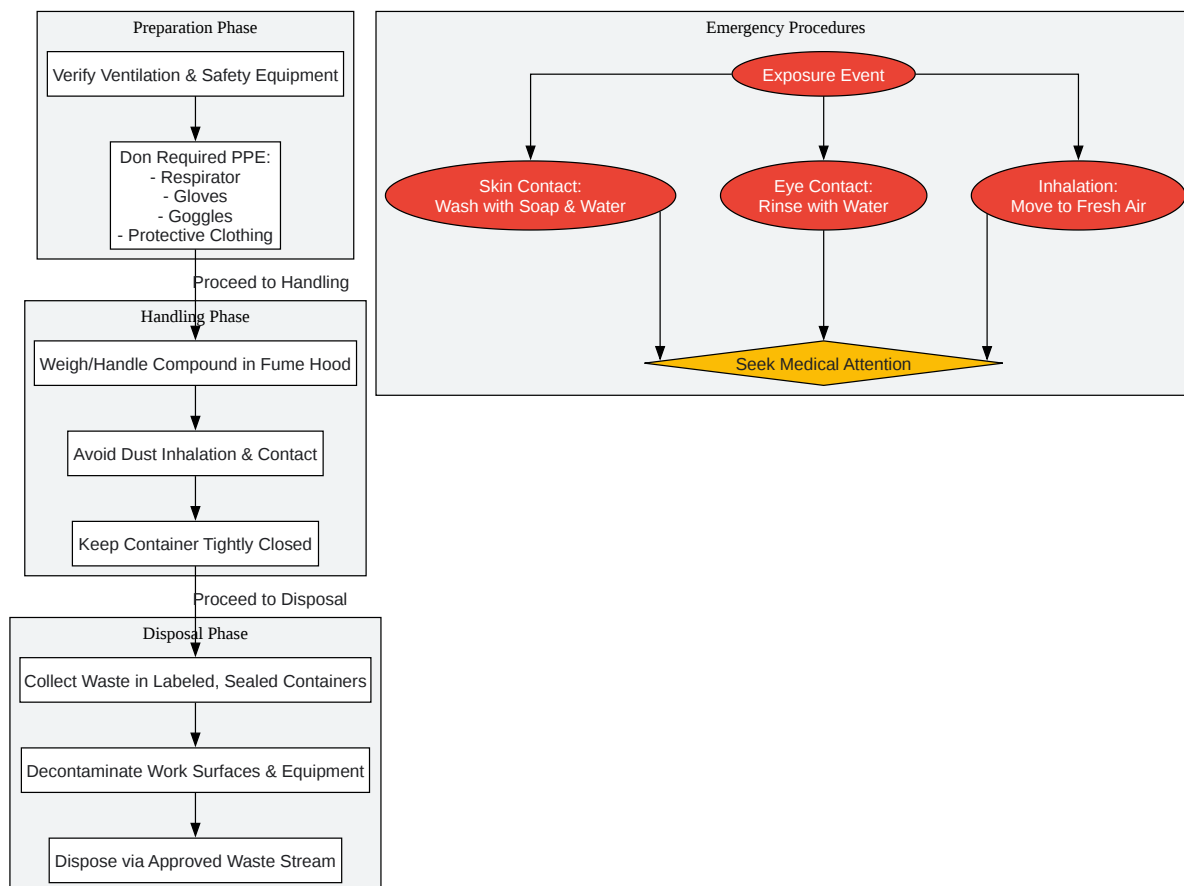 Preparation Phase
Verify Ventilation & Safety Equipment
Don Required PPE:
- Respirator
- Gloves
- Goggles
- Protective Clothing
Proceed to Handling
Handling Phase
Weigh/Handle Compound in Fume Hood
Avoid Dust Inhalation & Contact
Keep Container Tightly Closed
Proceed to Disposal
Disposal Phase
Collect Waste in Labeled, Sealed Containers
Decontaminate Work Surfaces & Equipment
Dispose via Approved Waste Stream
Emergency Procedures
Exposure Event
Skin Contact:
Wash with Soap & Water
Eye Contact:
Rinse with Water
Inhalation:
Move to Fresh Air
Seek Medical Attention